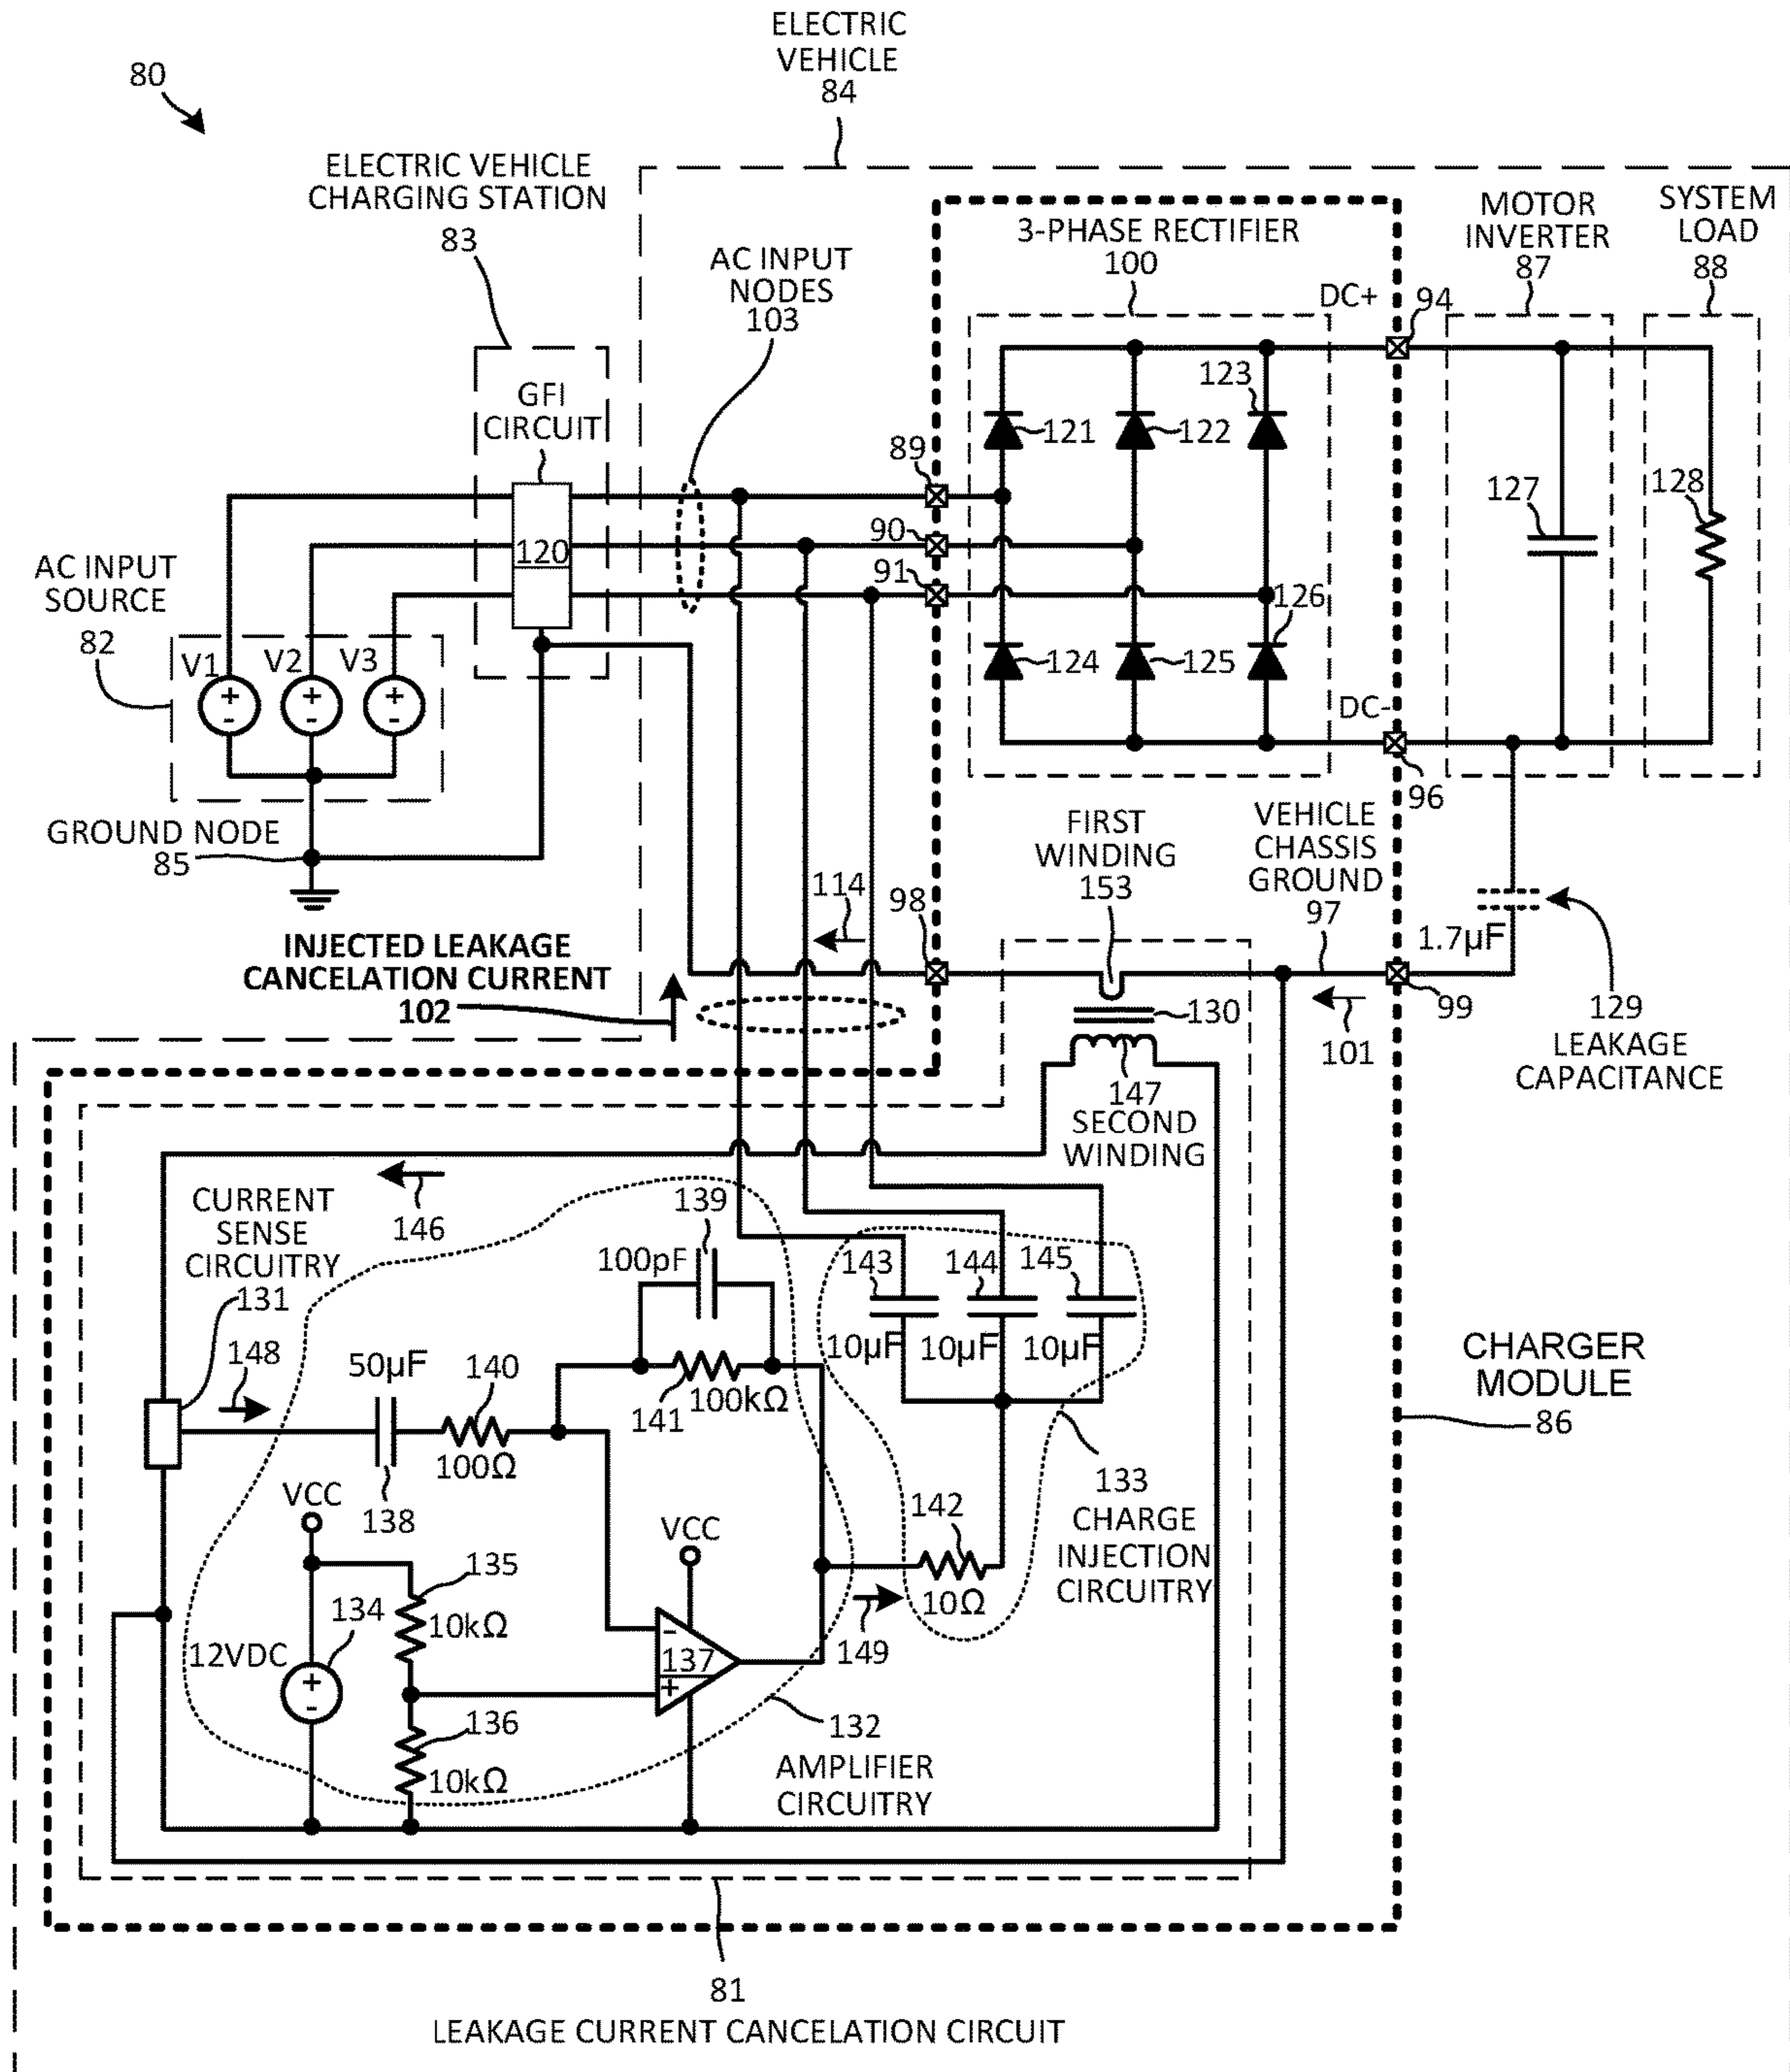 ELECTRIC
VEHICLE
84
80
ELECTRIC VEHICLE
CHARGING STATION
83
AC INPUT
NODES
103
3-PHASE RECTIFIER
100
MOTOR
INVERTER
87
SYSTEM
LOAD
88
DC+
94
GFI
CIRCUIT
123
121
122
89
90
91
120
127
128
AC INPUT
SOURCE
82
V1
V2
V3
+
-
+
-
+
-
126
124
125
DC-
96
GROUND NODE
85
FIRST
WINDING
153
VEHICLE
CHASSIS
GROUND
97
114
98
1.7µF
INJECTED LEAKAGE
CANCELATION CURRENT
102
130
101
99
129
LEAKAGE
CAPACITANCE
147
SECOND
WINDING
146
CURRENT
SENSE
CIRCUITRY
131
139
100pF
143
144
145
10µF
10µF
10µF
148
50µF
140
141
100kΩ
100Ω
138
CHARGER
MODULE
86
133
CHARGE
INJECTION
CIRCUITRY
142
10Ω
149
VCC
VCC
135
10kΩ
134
12VDC
+
-
-
137
+
136
10kΩ
132
AMPLIFIER
CIRCUITRY
81
LEAKAGE CURRENT CANCELATION CIRCUIT